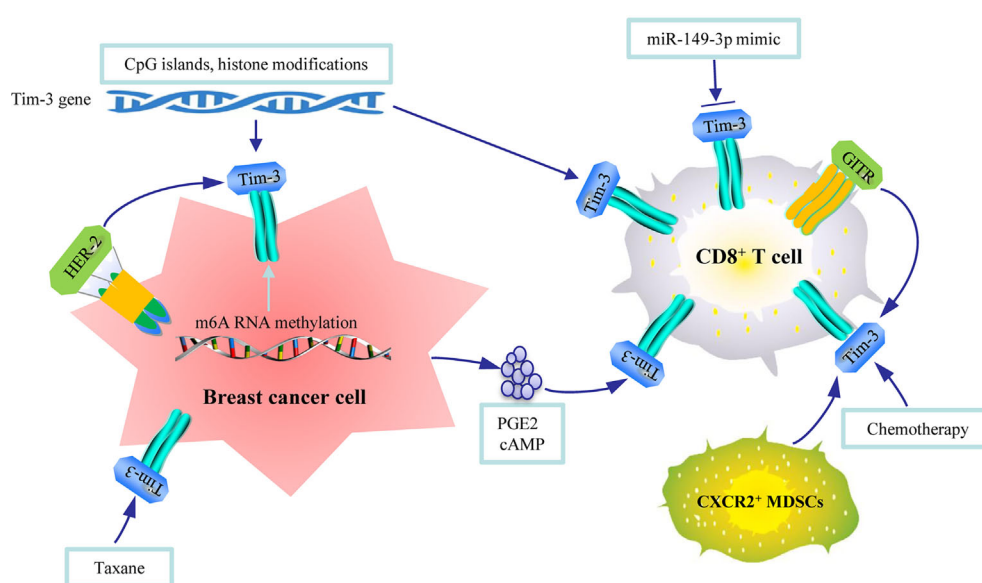 CpG islands, histone modifications
Tim-3 gene
miR-149-3p mimic
Tim-3
Tim-3
Tim-3
GITR
HER-2
CD8⁺ T cell
m6A RNA methylation
Breast cancer cell
Tim-3
Tim-3
PGE2
cAMP
Chemotherapy
Tim-3
CXCR2⁺ MDSCs
Taxane